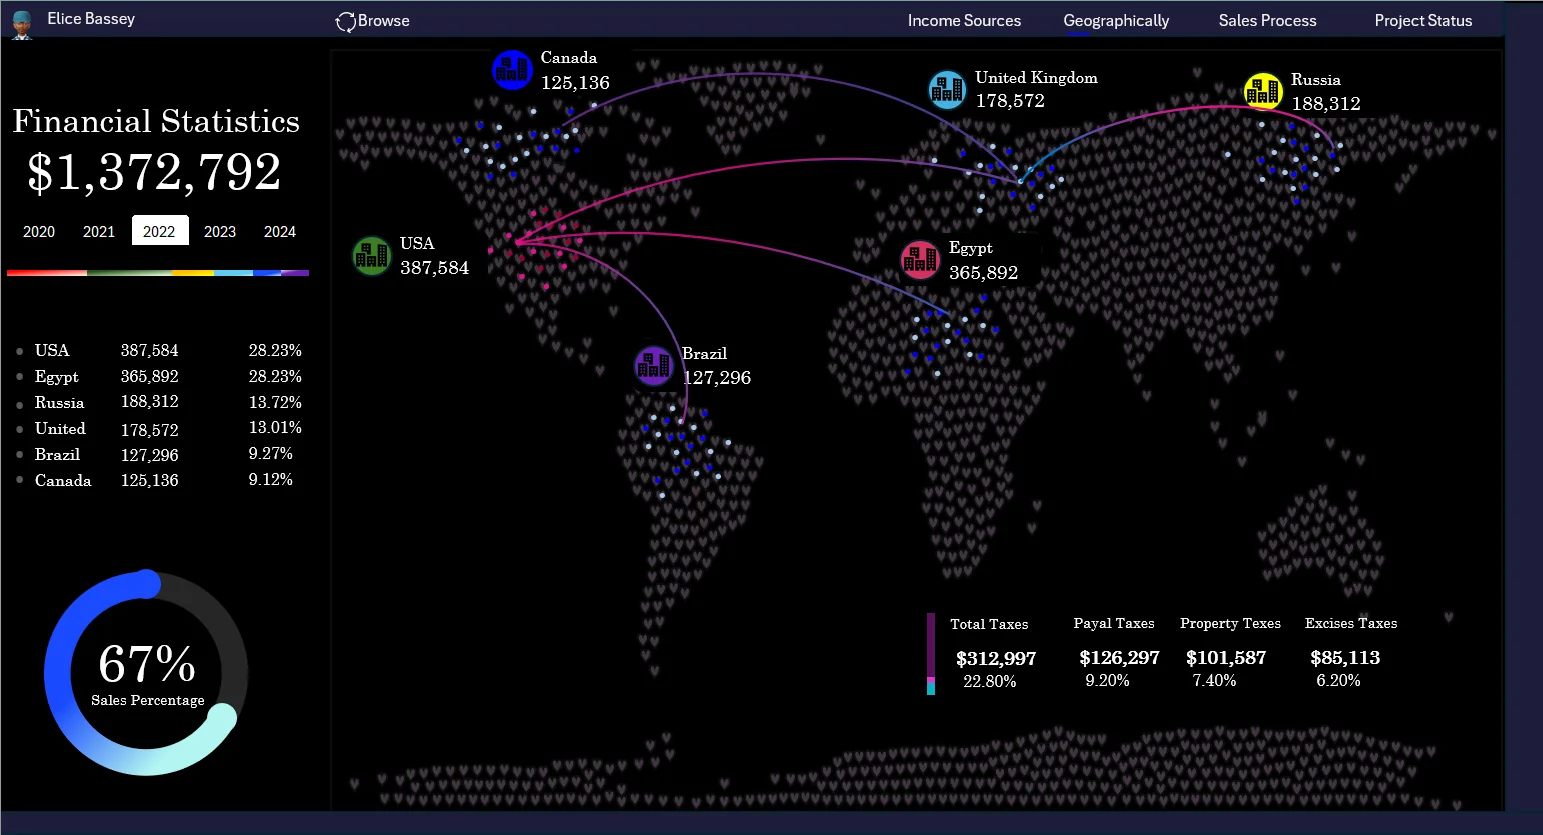 Elice Bassey
Browse
Income Sources
Geographically
Sales Process
Project Status
Financial Statistics
$1,372,792
2020 2021 2022 2023 2024
USA 387,584 28.23%
Egypt 365,892 28.23%
Russia 188,312 13.72%
United 178,572 13.01%
Brazil 127,296 9.27%
Canada 125,136 9.12%
67%
Sales Percentage
Canada
125,136
United Kingdom
178,572
Russia
188,312
USA
387,584
Egypt
365,892
Brazil
127,296
Total Taxes Payal Taxes Property Texes Excises Taxes
$312,997 $126,297 $101,587 $85,113
22.80% 9.20% 7.40% 6.20%